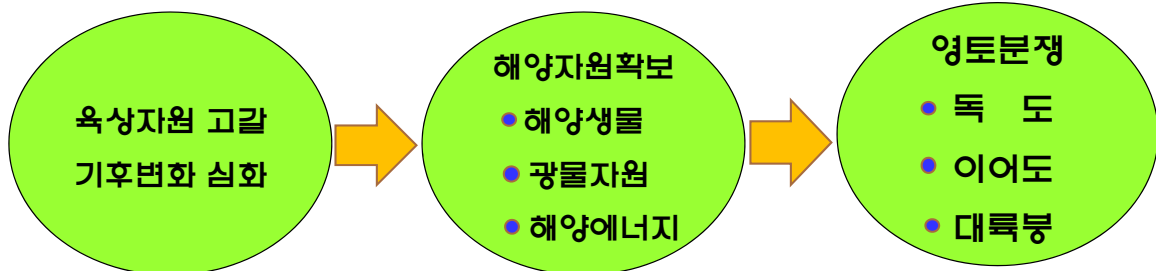 육상자원 고갈
기후변화 심화
해양자원확보
해양생물
광물자원
해양에너지
영토분쟁
독 도
이어도
대륙붕